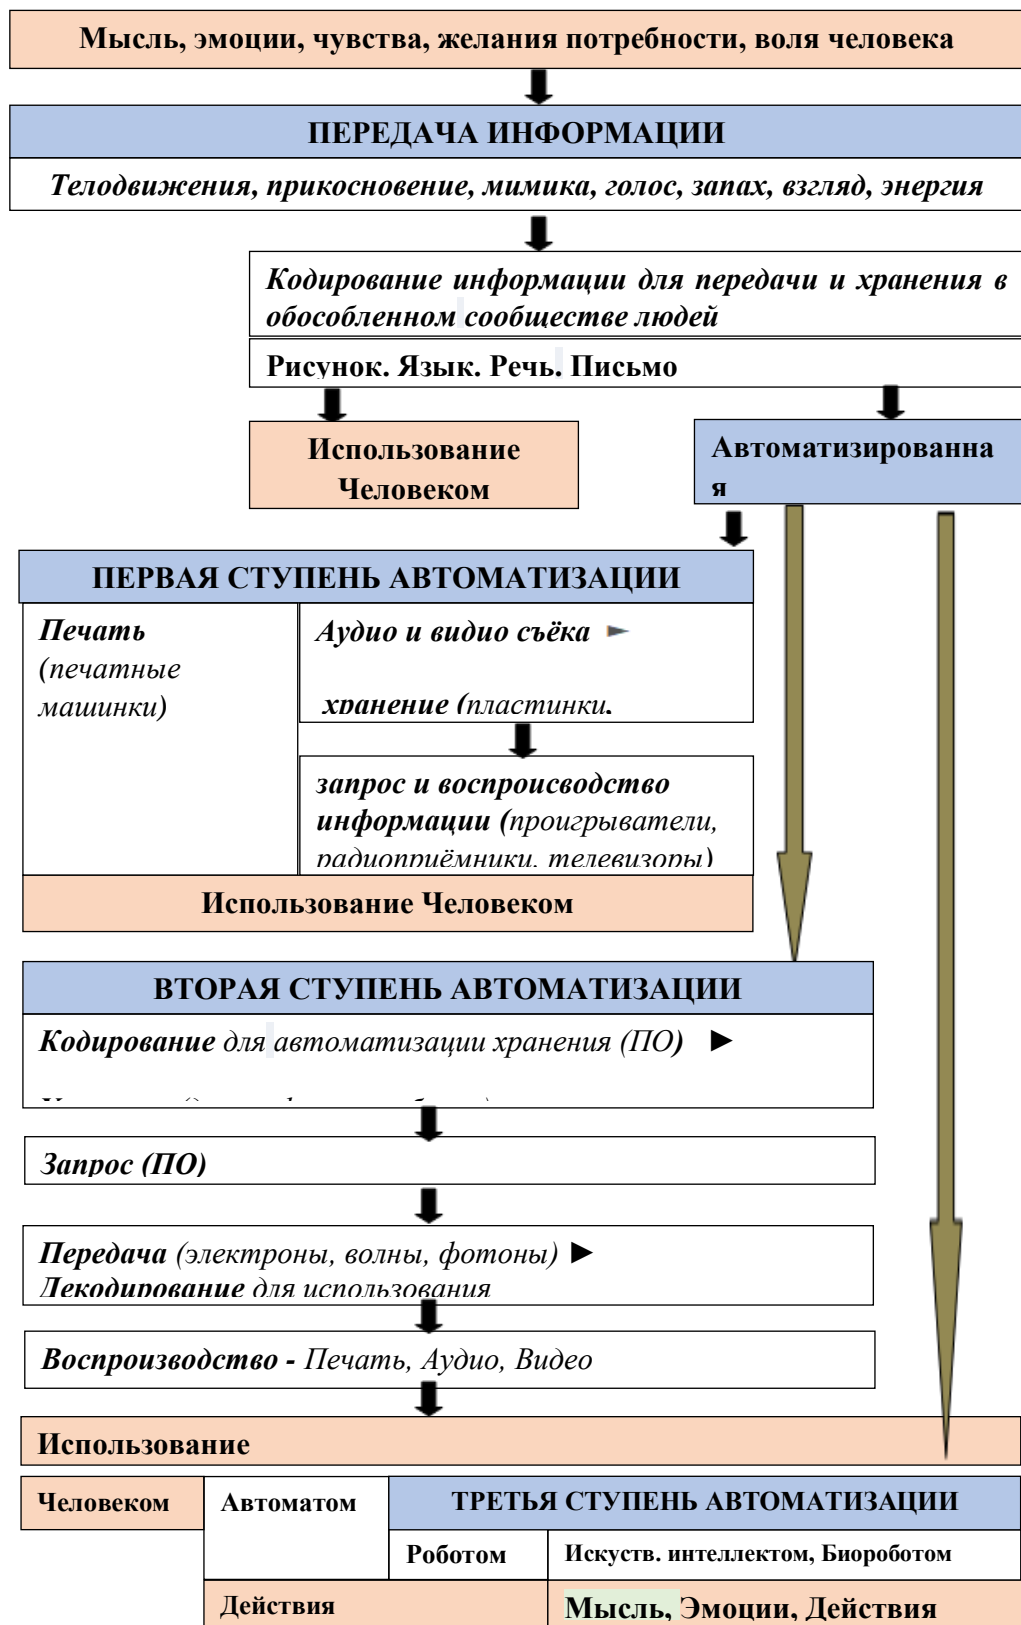 Мысль, эмоции, чувства, желания потребности, воля человека
ПЕРЕДАЧА ИНФОРМАЦИИ
Телодвижения, прикосновение, мимика, голос, запах, взгляд, энергия
Кодирование информации для передачи и хранения в
обособленном сообществе людей
Рисунок. Язык. Речь. Письмо
Использование
Человеком
Автоматизированна
я
ПЕРВАЯ СТУПЕНЬ АВТОМАТИЗАЦИИ
Печать
(печатные
машинки)
Аудио и видио съёка ►
хранение (пластинки,
запрос и воспроисводство
информации (проигрыватели,
радиоприёмники, телевизоры)
Использование Человеком
ВТОРАЯ СТУПЕНЬ АВТОМАТИЗАЦИИ
Кодирование для автоматизации хранения (ПО) ►
Запрос (ПО)
Передача (электроны, волны, фотоны) ►
Декодирование для использования
Воспроизводство - Печать, Аудио, Видео
Использование
Человеком
Автоматом
ТРЕТЬЯ СТУПЕНЬ АВТОМАТИЗАЦИИ
Роботом
Искуств. интеллектом, Биороботом
Действия
Мысль, Эмоции, Действия